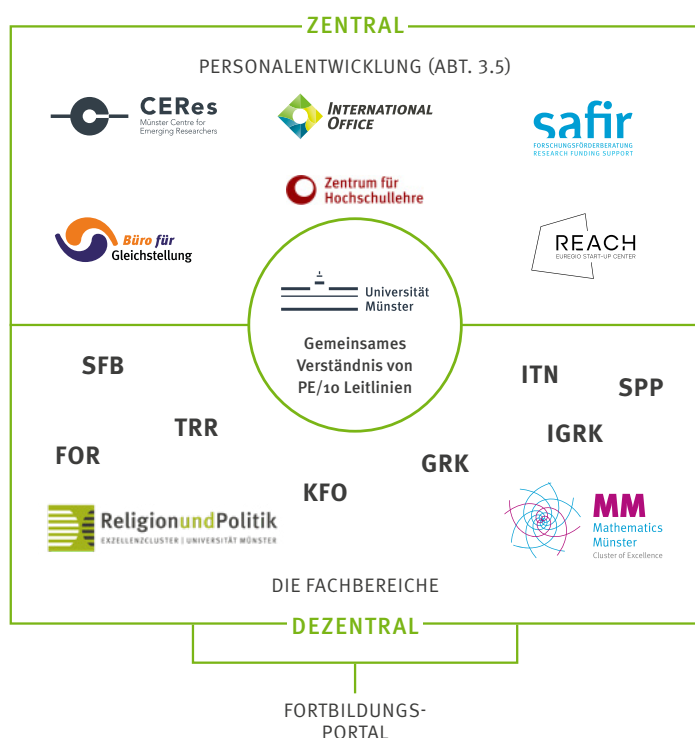 ZENTRAL
PERSONALENTWICKLUNG (ABT. 3.5)
CERes
Münster Centre for
Emerging Researchers
INTERNATIONAL
OFFICE
safir
FORSCHUNGSFÖRDERBERATUNG
RESEARCH FUNDING SUPPORT
Zentrum für
Hochschullehre
Büro für
Gleichstellung
REACH
EUREGIO START-UP CENTER
Universität
Münster
Gemeinsames
Verständnis von
PE/10 Leitlinien
SFB
ITN
SPP
TRR
IGRK
FOR
GRK
KFO
ReligionundPolitik
EXZELLENZCLUSTER | UNIVERSITÄT MÜNSTER
MM
Mathematics
Münster
Cluster of Excellence
DIE FACHBEREICHE
DEZENTRAL
FORTBILDUNGS-
PORTAL